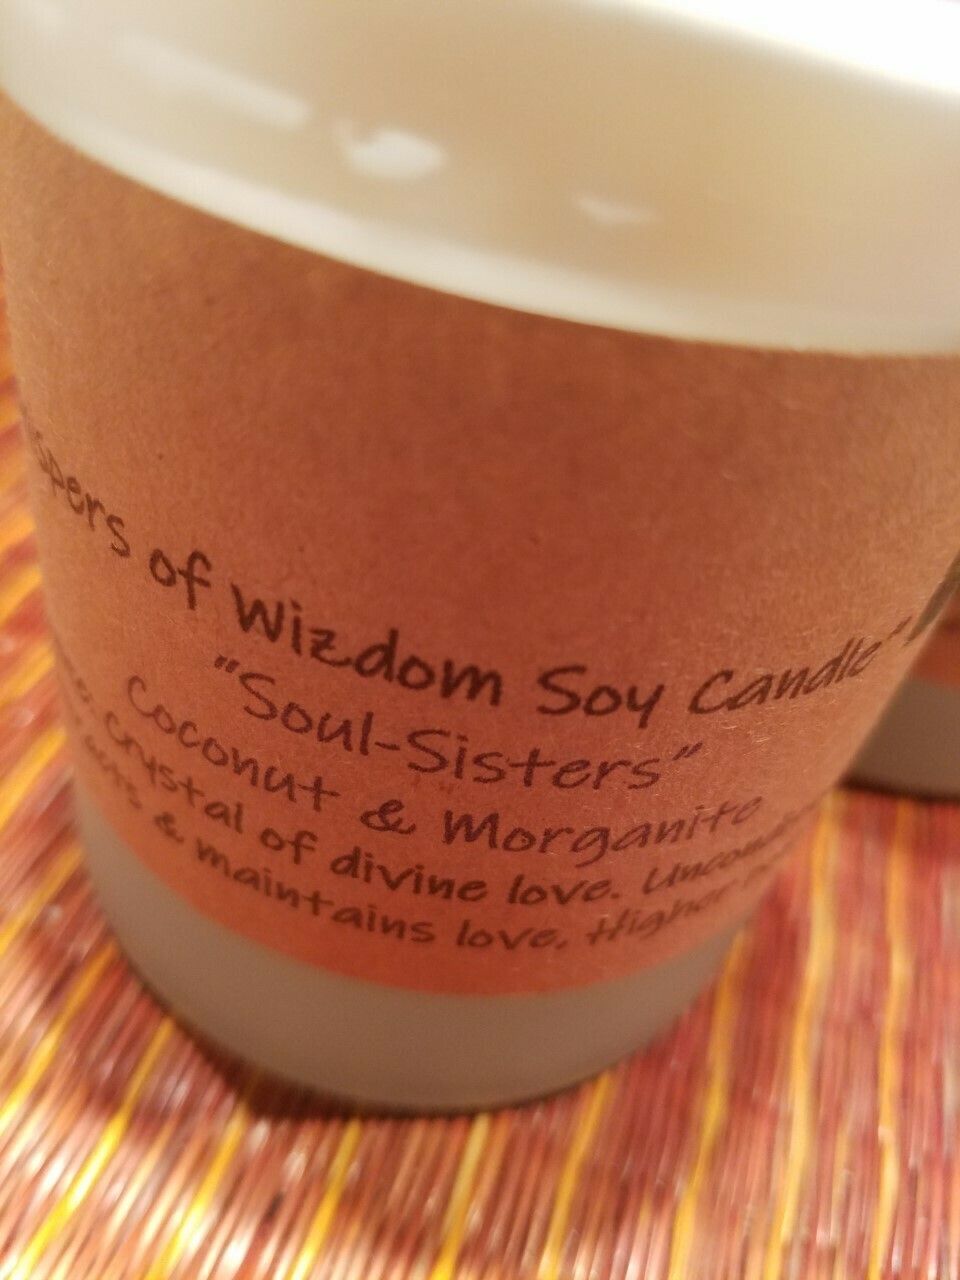 of Wizdom Soy Candle"
"Soul-Sisters"
Coconut & Morganite
Crystal of divine love.
& maintains love. Higher